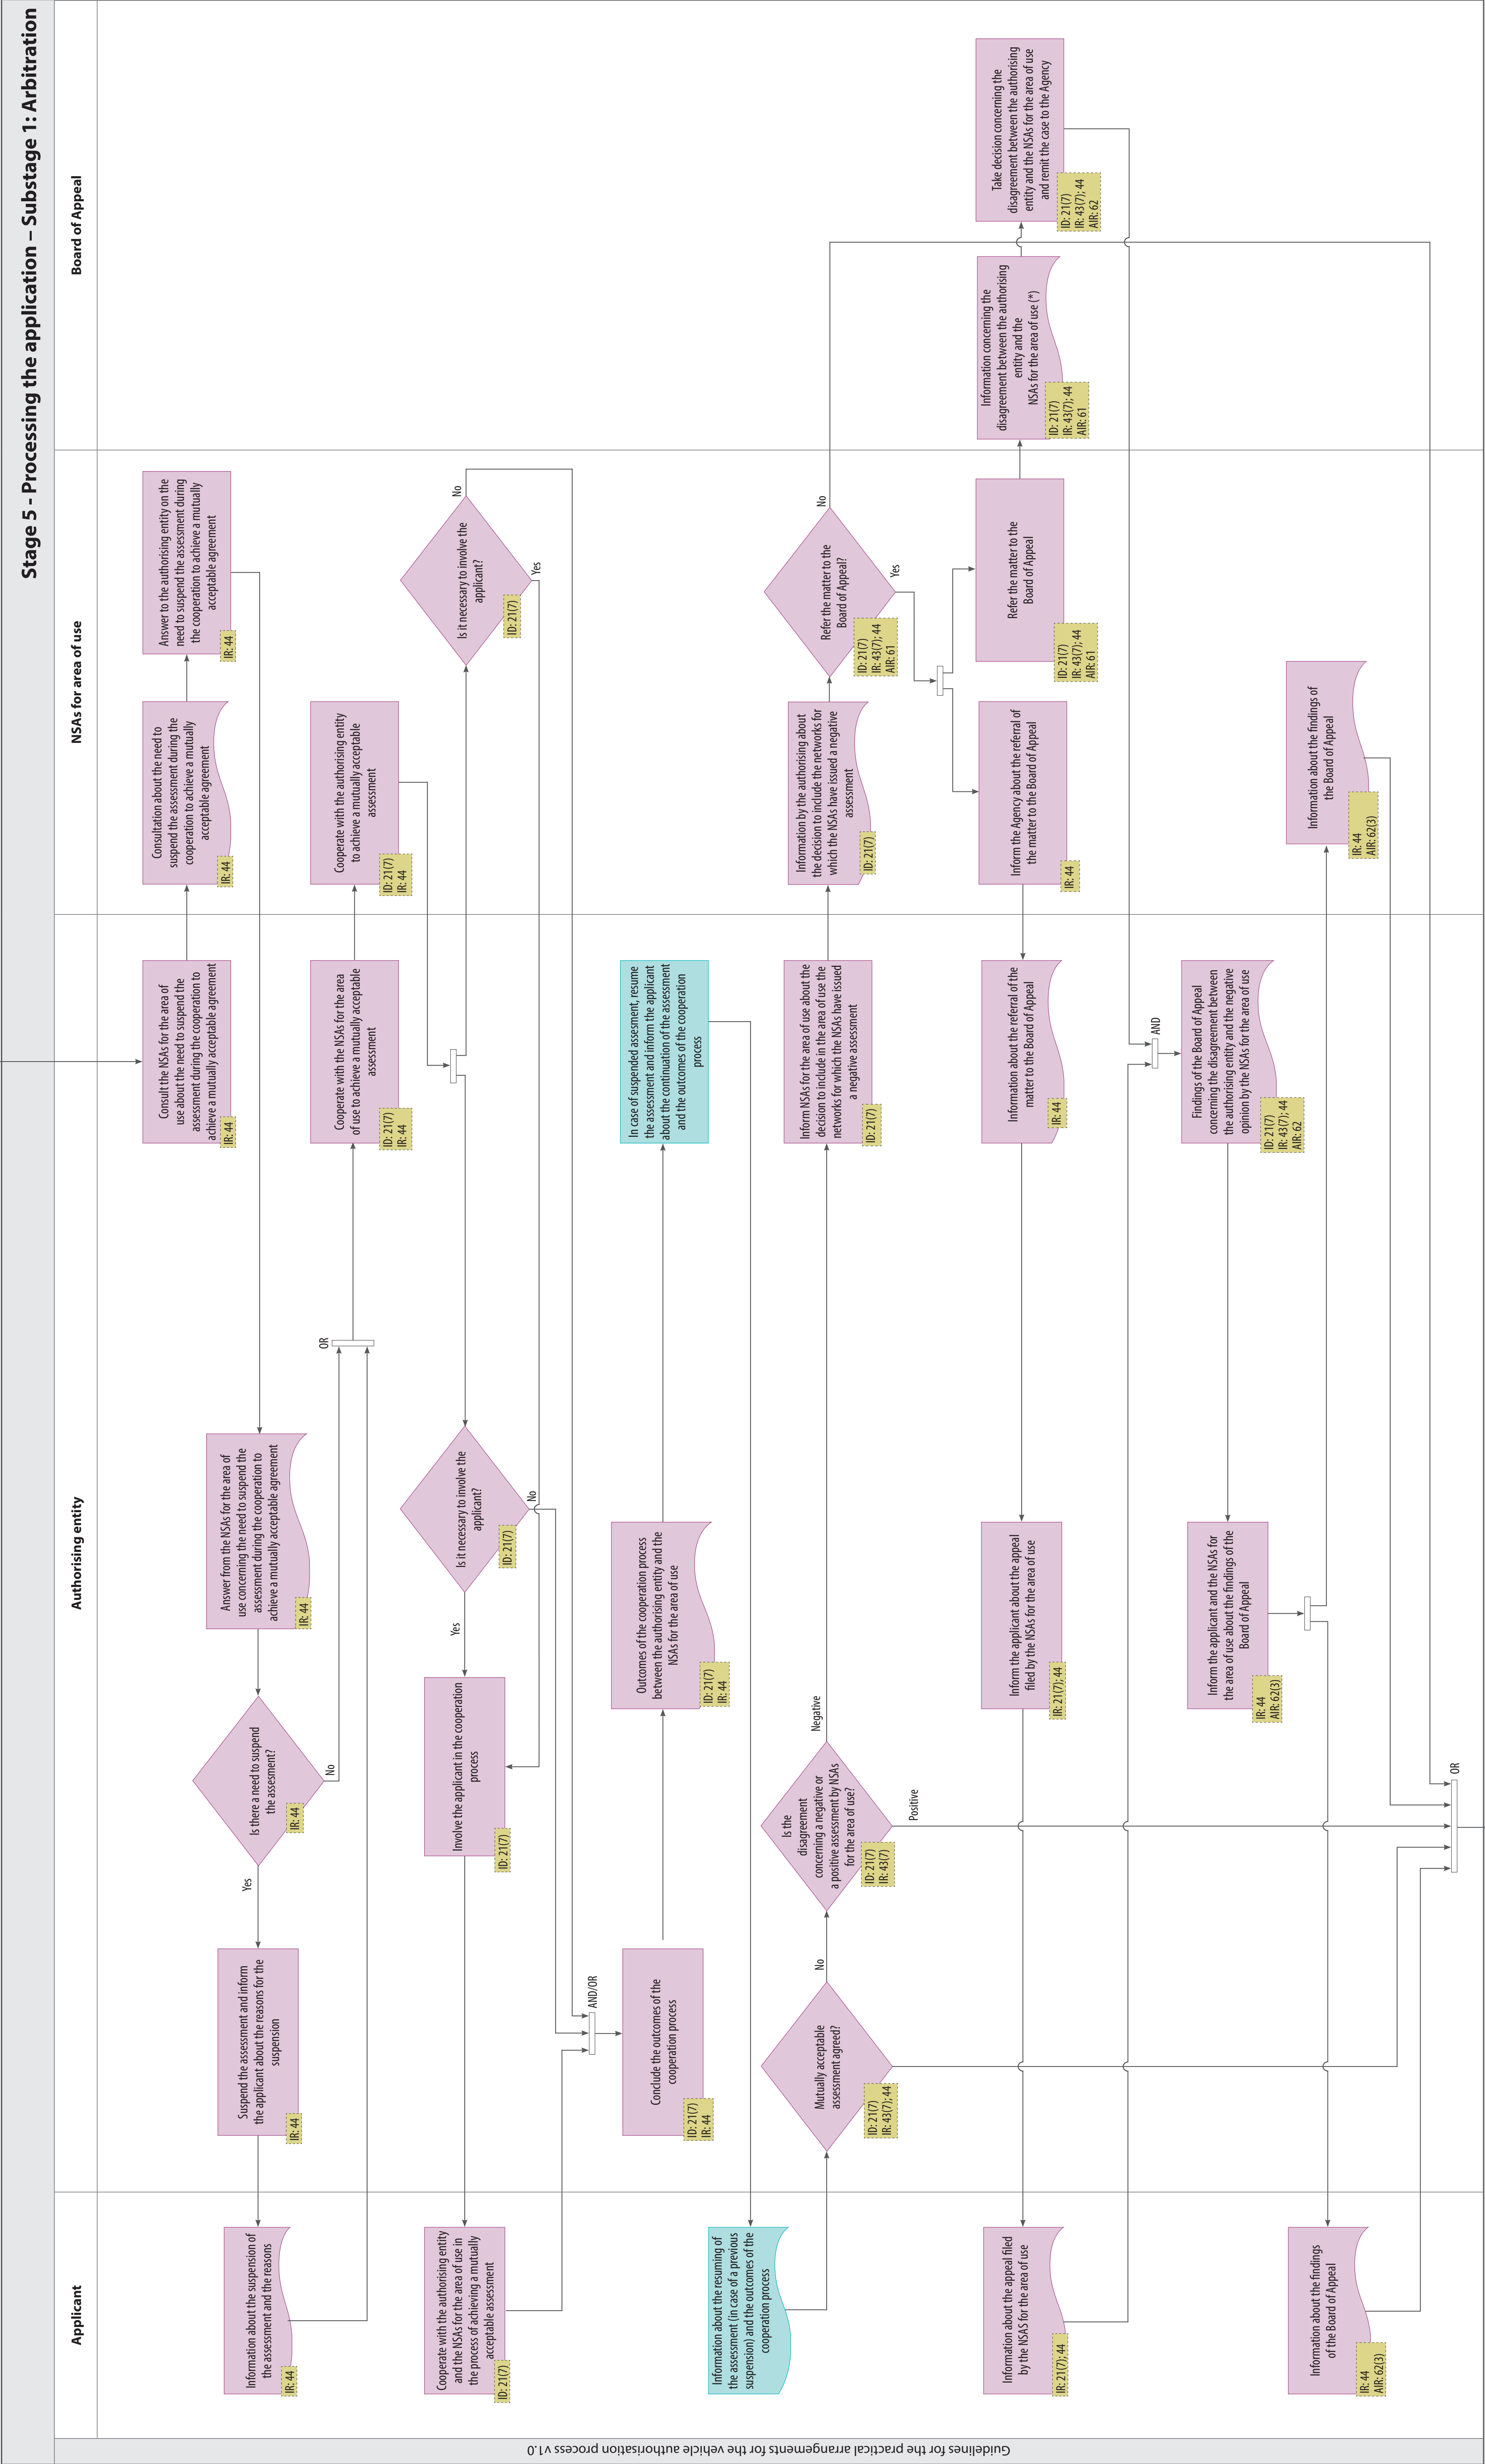 Stage 5 - Processing the application – Substage 1: Arbitration
Applicant
Authorising entity
NSAs for area of use
Board of Appeal
Consult the NSAs for the area of
use about the need to suspend the
assessment during the cooperation to
achieve a mutually acceptable agreement
IR: 44
Consultation about the need to
suspend the assessment during the
cooperation to achieve a mutually
acceptable agreement
IR: 44
Answer to the authorising entity on the
need to suspend the assessment during
the cooperation to achieve a mutually
acceptable agreement
IR: 44
Answer from the NSAs for the area of
use concerning the need to suspend the
assessment during the cooperation to
achieve a mutually acceptable agreement
IR: 44
Is there a need to suspend
the assesment?
IR: 44
Yes
No
Suspend the assessment and inform
the applicant about the reasons for the
suspension
IR: 44
Information about the suspension of
the assessment and the reasons
IR: 44
OR
Cooperate with the NSAs for the area
of use to achieve a mutually acceptable
assessment
ID: 21(7)
IR: 44
Cooperate with the authorising entity
to achieve a mutually acceptable
assessment
ID: 21(7)
IR: 44
Is it necessary to involve the
applicant?
ID: 21(7)
No
Yes
Is it necessary to involve the
applicant?
ID: 21(7)
Yes
No
Involve the applicant in the cooperation
process
ID: 21(7)
Cooperate with the authorising entity
and the NSAs for the area of use in
the process of achieving a mutually
acceptable assessment
ID: 21(7)
AND/OR
Conclude the outcomes of the
cooperation process
ID: 21(7)
IR: 44
Outcomes of the cooperation process
between the authorising entity and the
NSAs for the area of use
ID: 21(7)
IR: 44
In case of suspended assesment, resume
the assessment and inform the applicant
about the continuation of the assessment
and the outcomes of the cooperation
process
Information about the resuming of
the assessment (in case of a previous
suspension) and the outcomes of the
cooperation process
Mutually acceptable
assessment agreed?
ID: 21(7)
IR: 43(7); 44
No
Is the
disagreement
concerning a negative or
a positive assessment by NSAs
for the area of use?
ID: 21(7)
IR: 43(7)
Negative
Positive
Inform NSAs for the area of use about the
decision to include in the area of use the
networks for which the NSAs have issued
a negative assessment
ID: 21(7)
Information by the authorising about
the decision to include the networks for
which the NSAs have issued a negative
assessment
ID: 21(7)
Refer the matter to the
Board of Appeal?
ID: 21(7)
IR: 43(7); 44
AIR: 61
No
Yes
Inform the Agency about the referral of
the matter to the Board of Appeal
IR: 44
Refer the matter to the
Board of Appeal
ID: 21(7)
IR: 43(7); 44
AIR: 61
Information concerning the
disagreement between the authorising
entity and the
NSAs for the area of use (*)
ID: 21(7)
IR: 43(7); 44
AIR: 61
Take decision concerning the
disagreement between the authorising
entity and the NSAs for the area of use
and remit the case to the Agency
ID: 21(7)
IR: 43(7); 44
AIR: 62
Information about the referral of the
matter to the Board of Appeal
IR: 44
Inform the applicant about the appeal
filed by the NSAs for the area of use
IR: 21(7); 44
Information about the appeal filed
by the NSAS for the area of use
IR: 21(7); 44
AND
Findings of the Board of Appeal
concerning the disagreement between
the authorising entity and the negative
opinion by the NSAs for the area of use
ID: 21(7)
IR: 43(7); 44
AIR: 62
Inform the applicant and the NSAs for
the area of use about the findings of the
Board of Appeal
IR: 44
AIR: 62(3)
Information about the findings of
the Board of Appeal
IR: 44
AIR: 62(3)
Information about the findings
of the Board of Appeal
IR: 44
AIR: 62(3)
OR
Guidelines for the practical arrangements for the vehicle authorisation process v1.0